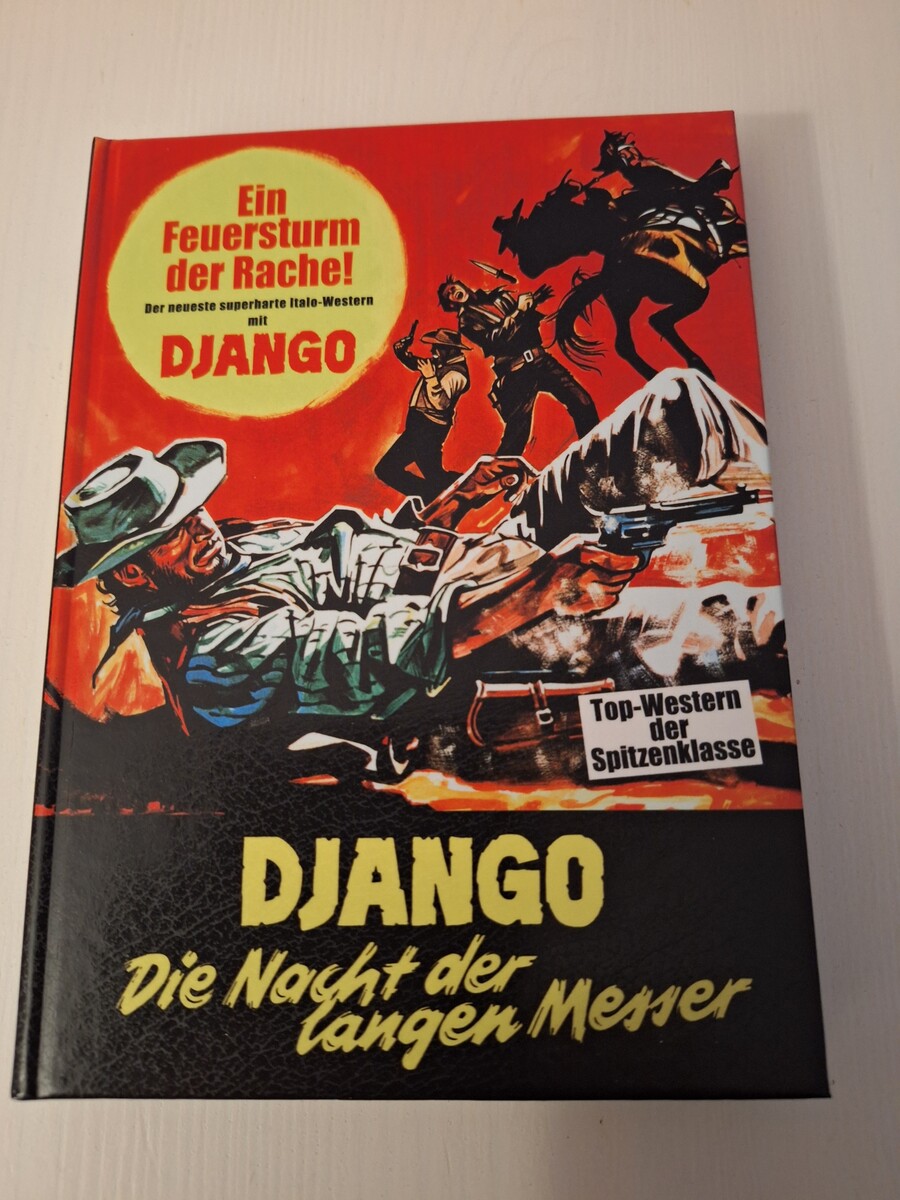 Ein
Feuersturm
der Rache!
Der neueste superharte Italo-Western
mit
DJANGO
Top-Western
der
Spitzenklasse
DJANGO
Die Nacht der
langen Messer